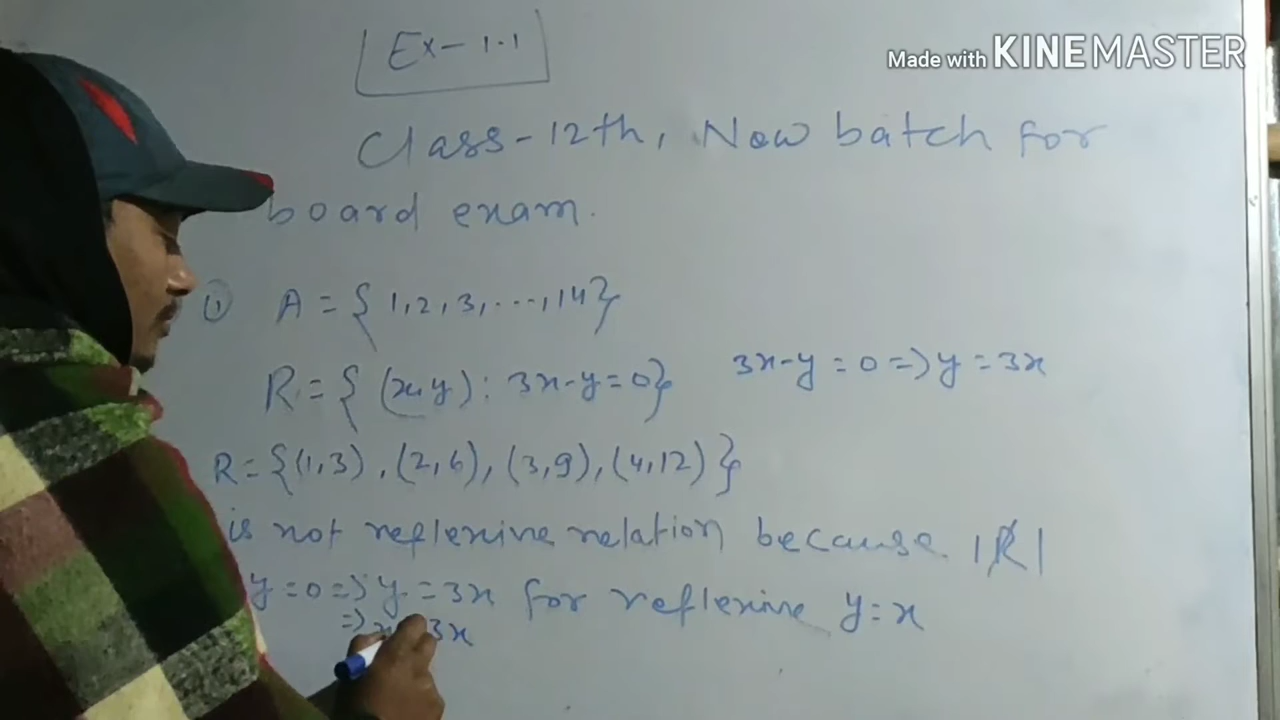 Ex-1.1
Made with KINEMASTER
Class-12th, New batch for
board exam.
① A = { 1,2,3,...,14}
R = { (x,y) : 3x-y=0} 3x-y=0=>y=3x
R={(1,3),(2,6),(3,9),(4,12)}
is not reflexive relation because
y=0=>y=3x for reflexive y=x
=> 3x